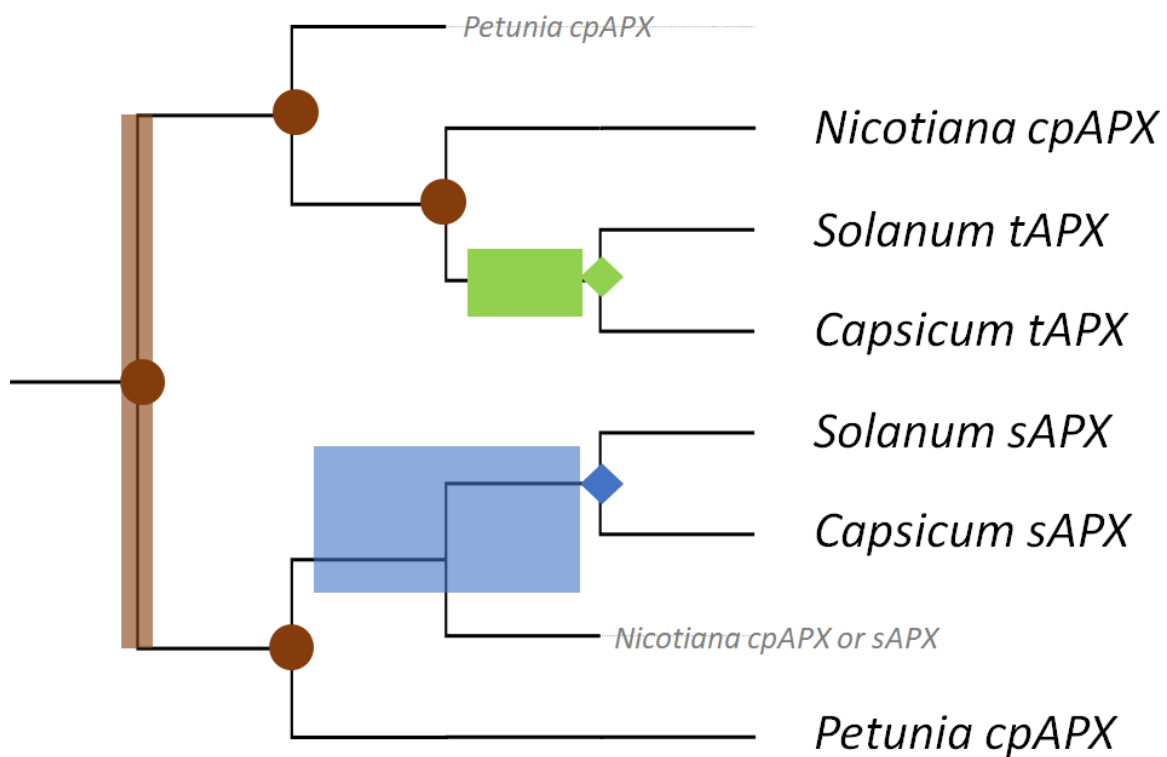 Petunia cpAPX
Nicotiana cpAPX
Solanum tAPX
Capsicum tAPX
Solanum sAPX
Capsicum sAPX
Nicotiana cpAPX or sAPX
Petunia cpAPX